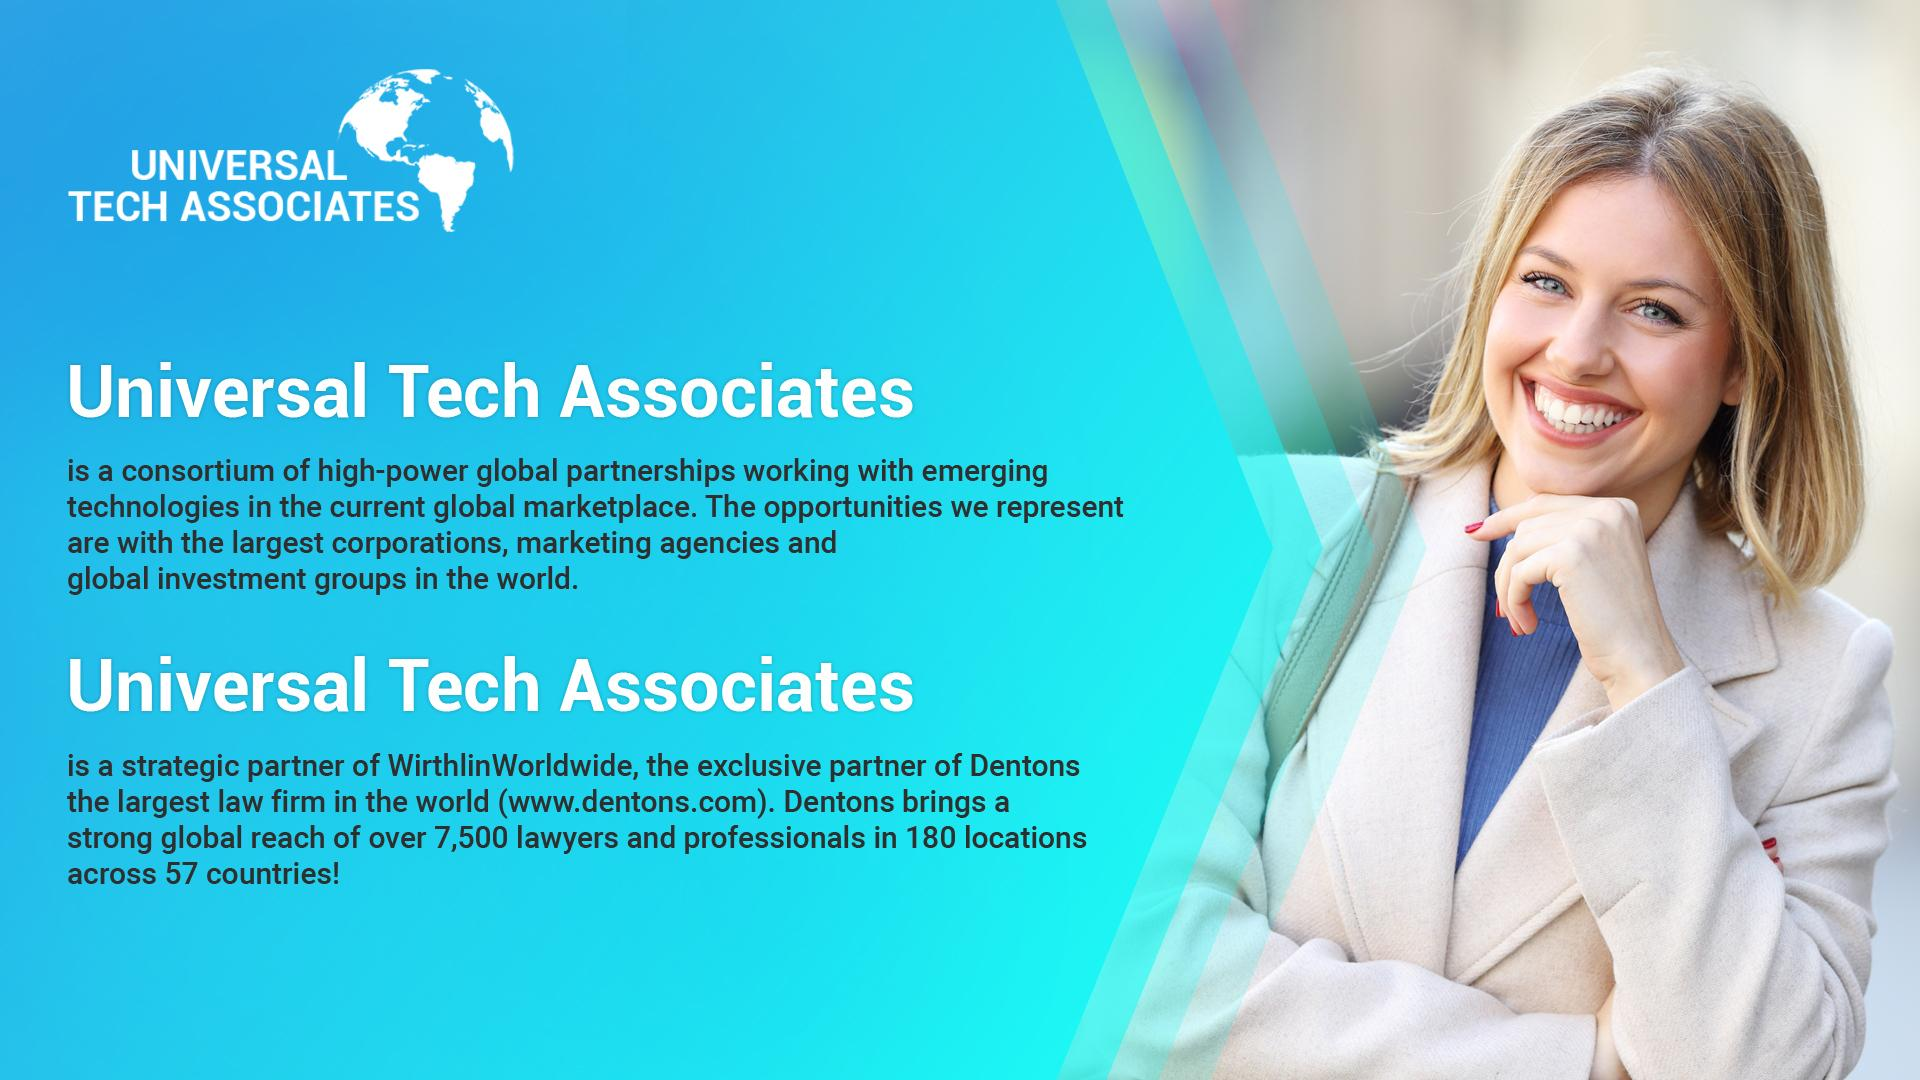 UNIVERSAL
TECH ASSOCIATES
Universal Tech Associates
is a consortium of high-power global partnerships working with emerging
technologies in the current global marketplace. The opportunities we represent
are with the largest corporations, marketing agencies and
global investment groups in the world.
Universal Tech Associates
is a strategic partner of WirthlinWorldwide, the exclusive partner of Dentons
the largest law firm in the world (www.dentons.com). Dentons brings a
strong global reach of over 7,500 lawyers and professionals in 180 locations
across 57 countries!